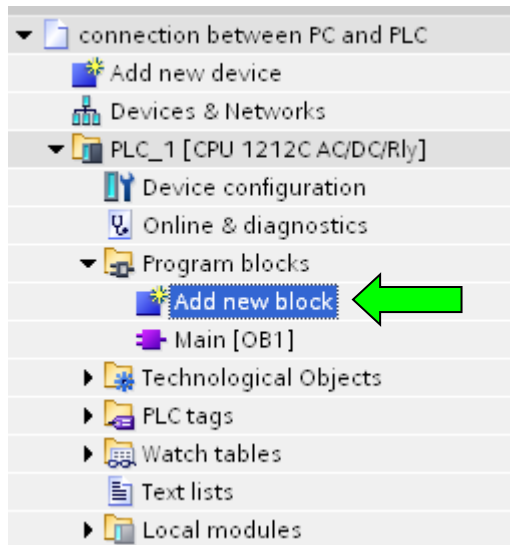 connection between PC and PLC
Add new device
Devices & Networks
PLC_1 [CPU 1212C AC/DC/Rly]
Device configuration
Online & diagnostics
Program blocks
Add new block
Main [OB1]
Technological Objects
PLC tags
Watch tables
Text lists
Local modules